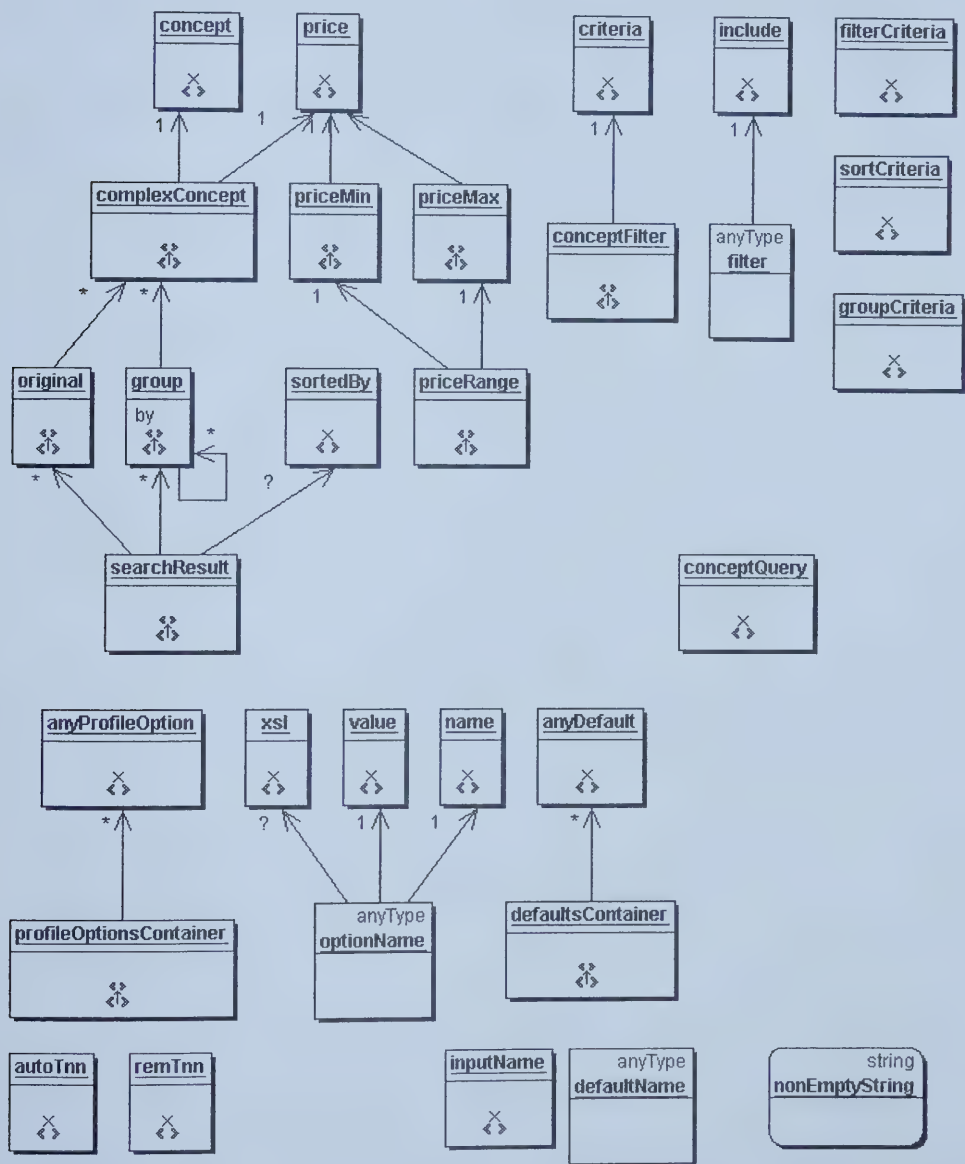 concept price criteria include filterCriteria
1 1 1 1
complexConcept priceMin priceMax sortCriteria
conceptFilter anyType
filter
* * 1 1 groupCriteria
original group sortedBy priceRange
by
*
* * ?
searchResult conceptQuery
anyProfileOption xsl value name anyDefault
* ? 1 1 *
profileOptionsContainer anyType defaultsContainer
optionName
autoTnn remTnn inputName anyType string
defaultName nonEmptyString